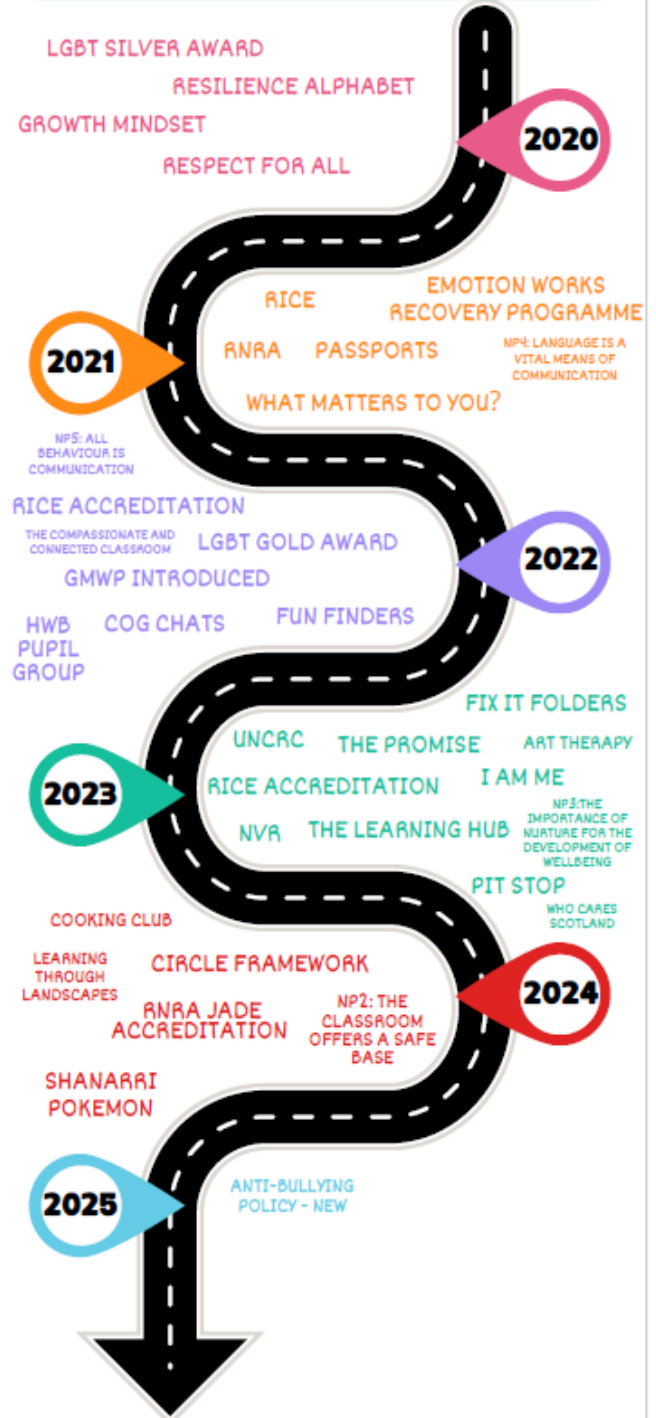 LGBT SILVER AWARD
RESILIENCE ALPHABET
GROWTH MINDSET
RESPECT FOR ALL
2020
RICE
EMOTION WORKS
RECOVERY PROGRAMME
RNRA
PASSPORTS
NP4: LANGUAGE IS A
VITAL MEANS OF
COMMUNICATION
WHAT MATTERS TO YOU?
2021
NP5: ALL
BEHAVIOUR IS
COMMUNICATION
RICE ACCREDITATION
THE COMPASSIONATE AND
CONNECTED CLASSROOM
LGBT GOLD AWARD
GMWP INTRODUCED
HWB
PUPIL
GROUP
COG CHATS
FUN FINDERS
2022
FIX IT FOLDERS
UNCRC
THE PROMISE
ART THERAPY
RICE ACCREDITATION
I AM ME
NVR
THE LEARNING HUB
NP3:THE
IMPORTANCE OF
NURTURE FOR THE
DEVELOPMENT OF
WELLBEING
PIT STOP
WHO CARES
SCOTLAND
2023
COOKING CLUB
LEARNING
THROUGH
LANDSCAPES
CIRCLE FRAMEWORK
RNRA JADE
ACCREDITATION
NP2: THE
CLASSROOM
OFFERS A SAFE
BASE
SHANARRI
POKEMON
2024
2025
ANTI-BULLYING
POLICY - NEW